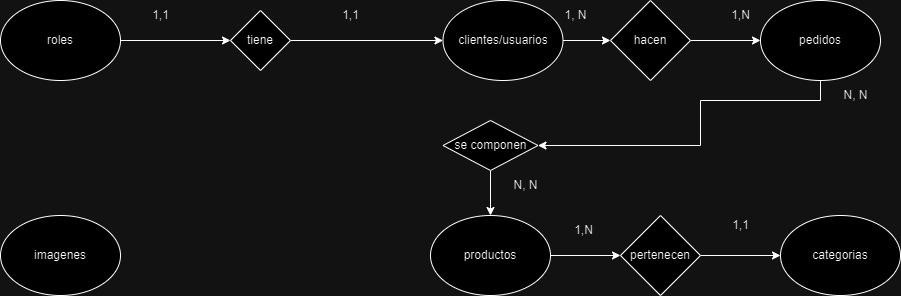 1,1
1,1
1, N
1,N
roles
tiene
clientes/usuarios
hacen
pedidos
N, N
se componen
N, N
1,N
1,1
imagenes
productos
pertenecen
categorias